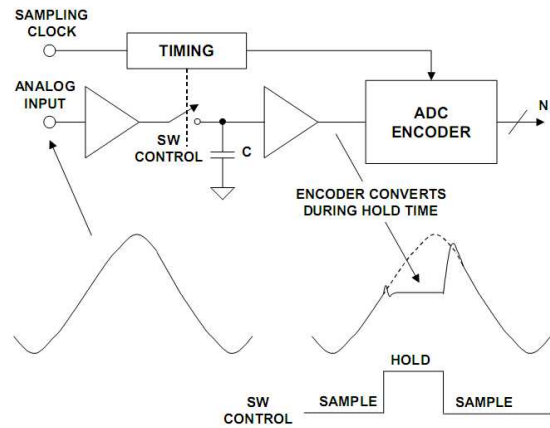 SAMPLING
CLOCK
TIMING
ANALOG
INPUT
ADC
ENCODER
N
SW
CONTROL
C
ENCODER CONVERTS
DURING HOLD TIME
HOLD
SW
CONTROL
SAMPLE
SAMPLE